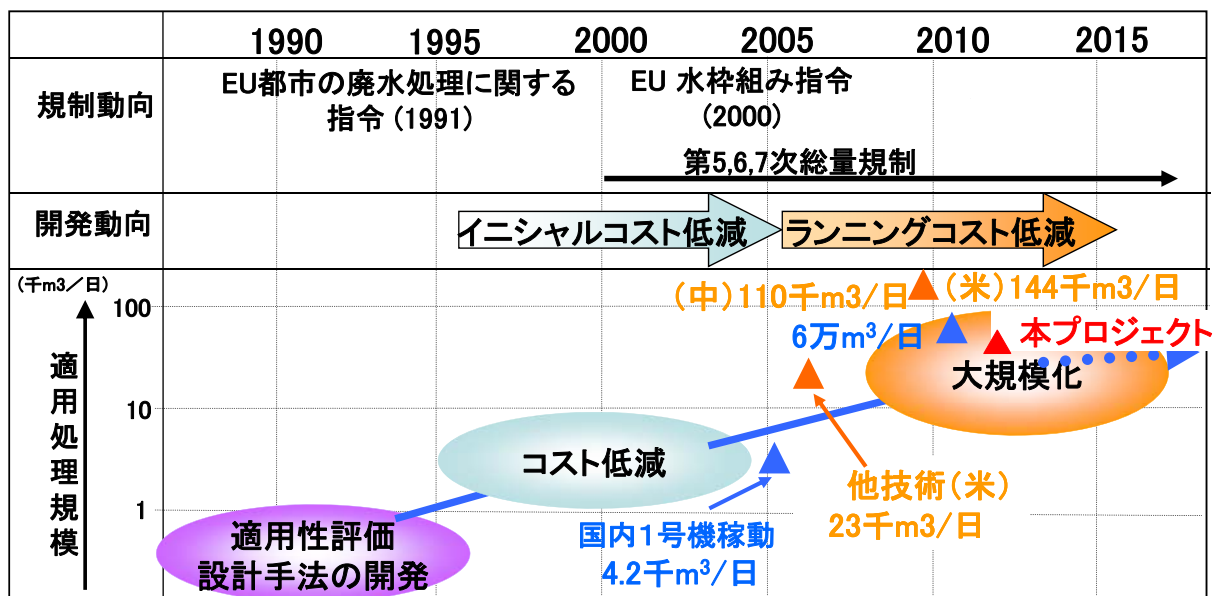 1990 1995 2000 2005 2010 2015
規制動向
EU都市の廃水処理に関する
指令(1991)
EU 水枠組み指令
(2000)
第5,6,7次総量規制
開発動向
イニシャルコスト低減
ランニングコスト低減
(千m3/日)
適用処理規模
100
10
1
(中)110千m3/日
(米)144千m3/日
6万m³/日
本プロジェクト
大規模化
コスト低減
他技術(米)
23千m3/日
国内1号機稼動
4.2千m³/日
適用性評価
設計手法の開発